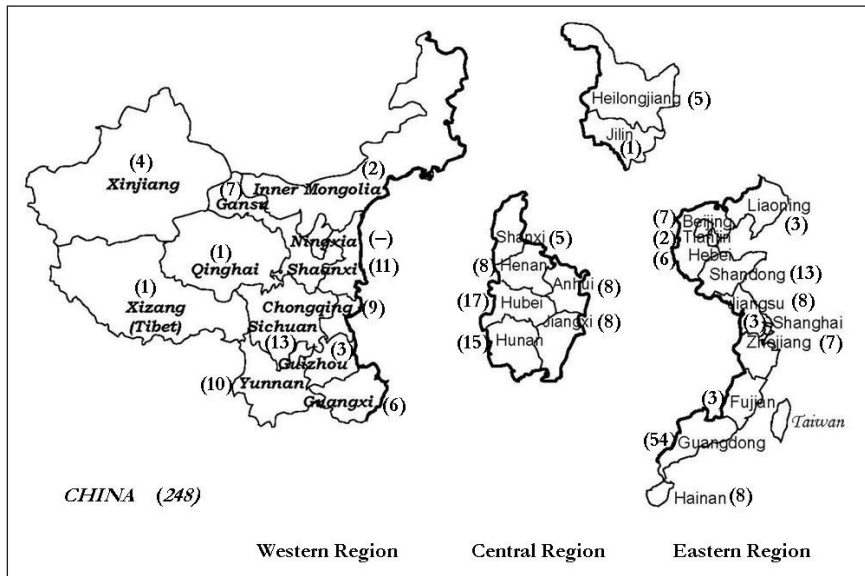 Heilongjiang (5)
Jilin
(1)
(4)
Xinjiang
(7)
Gansu
(2)
Inner Mongolia
Ningxia (–)
(1)
Qinghai
Shaanxi (11)
(1)
Xizang
(Tibet)
Chongqing (9)
Sichuan
(13)
(3)
Guizhou
(10) Yunnan
Guangxi (6)
Shanxi (5)
(8) Henan
Anhui (8)
(17) Hubei
Jiangxi (8)
(15) Hunan
Liaoning
(3)
(7) Beijing
(2) Tianjin
(6) Hebei
Shandong (13)
Jiangsu (8)
(3) Shanghai
Zhejiang (7)
(3) Fujian
Taiwan
(54) Guangdong
Hainan (8)
CHINA (248)
Western Region
Central Region
Eastern Region